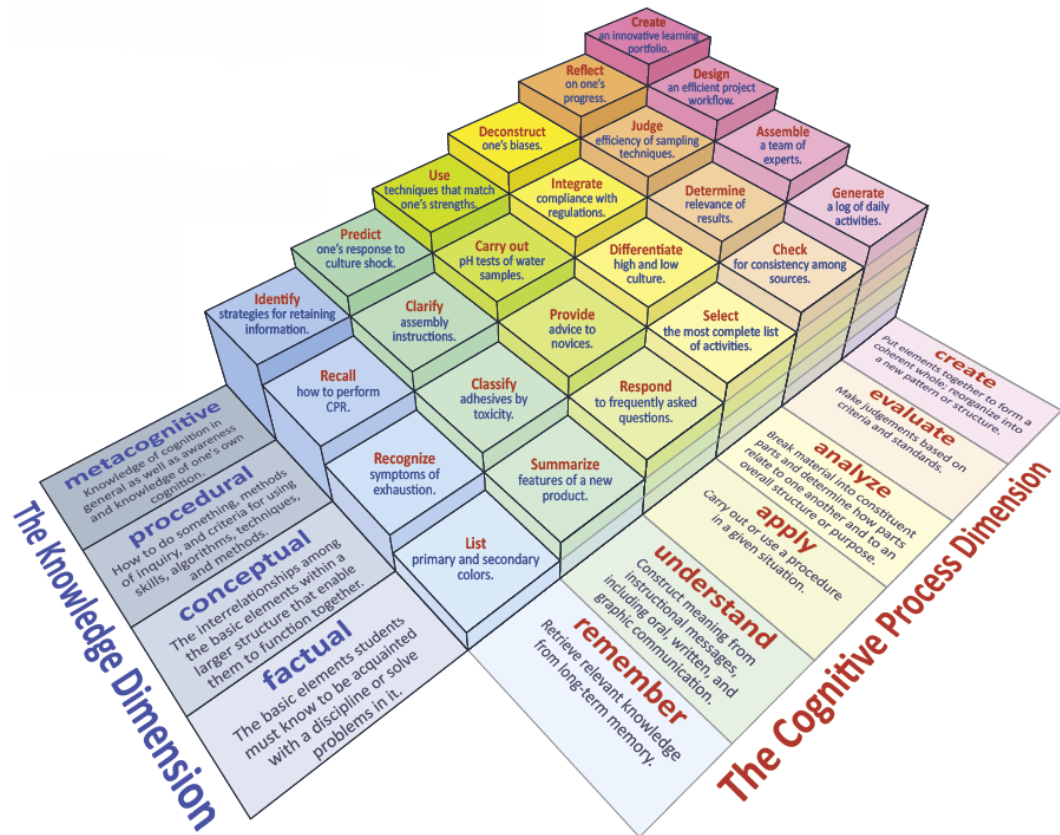 Create
an innovative learning
portfolio.
Reflect
on one's
progress.
Design
an efficient project
workflow.
Deconstruct
one's biases.
Judge
efficiency of sampling
techniques.
Assemble
a team of
experts.
Use
techniques that match
one's strengths.
Integrate
compliance with
regulations.
Determine
relevance of
results.
Generate
a log of daily
activities.
Predict
one's response to
culture shock.
Carry out
pH tests of water
samples.
Differentiate
high and low
culture.
Check
for consistency among
sources.
Identify
strategies for retaining
information.
Clarify
assembly
instructions.
Provide
advice to
novices.
Select
the most complete list
of activities.
Recall
how to perform
CPR.
Classify
adhesives by
toxicity.
Respond
to frequently asked
questions.
Recognize
symptoms of
exhaustion.
Summarize
features of a new
product.
List
primary and secondary
colors.
The Knowledge Dimension
metacognitive
Knowledge of cognition in
general as well as awareness
and knowledge of one's own
cognition.
procedural
How to do something, methods
of inquiry, and criteria for using
skills, algorithms, techniques,
and methods.
conceptual
The interrelationships among
the basic elements within a
larger structure that enable
them to function together.
factual
The basic elements students
must know to be acquainted
with a discipline or solve
problems in it.
The Cognitive Process Dimension
remember
Retrieve relevant knowledge
from long-term memory.
understand
Construct meaning from
instructional messages,
including oral, written, and
graphic communication.
apply
Carry out or use a procedure
in a given situation.
analyze
Break material into constituent
parts and determine how parts
relate to one another and to an
overall structure or purpose.
evaluate
Make judgements based on
criteria and standards.
create
Put elements together to form a
coherent whole; reorganize into
a new pattern or structure.